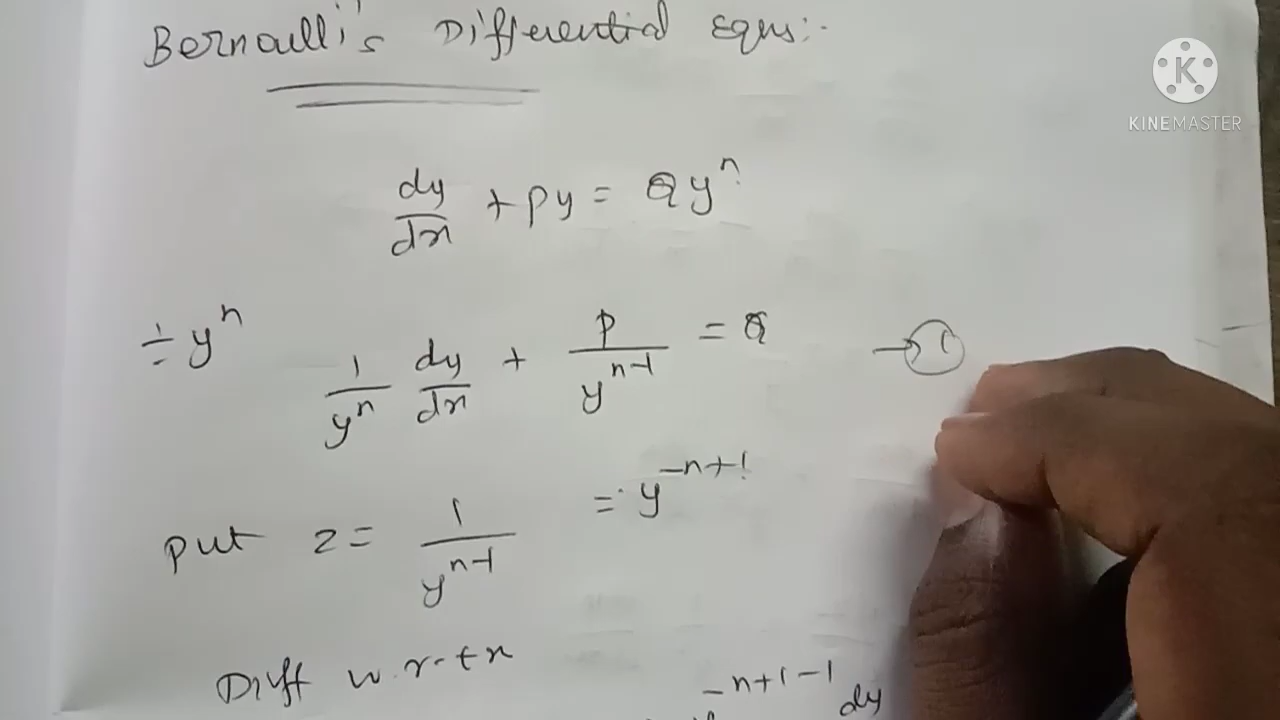 Bernoulli's Differential Equs:-
KINEMASTER
dy/dx + py = Qy^n
÷ y^n 1/y^n dy/dx + p/y^(n-1) = Q → (1)
put z = 1/y^(n-1) = y^(-n+1)
Diff w.r.t x
-n+1-1 dy